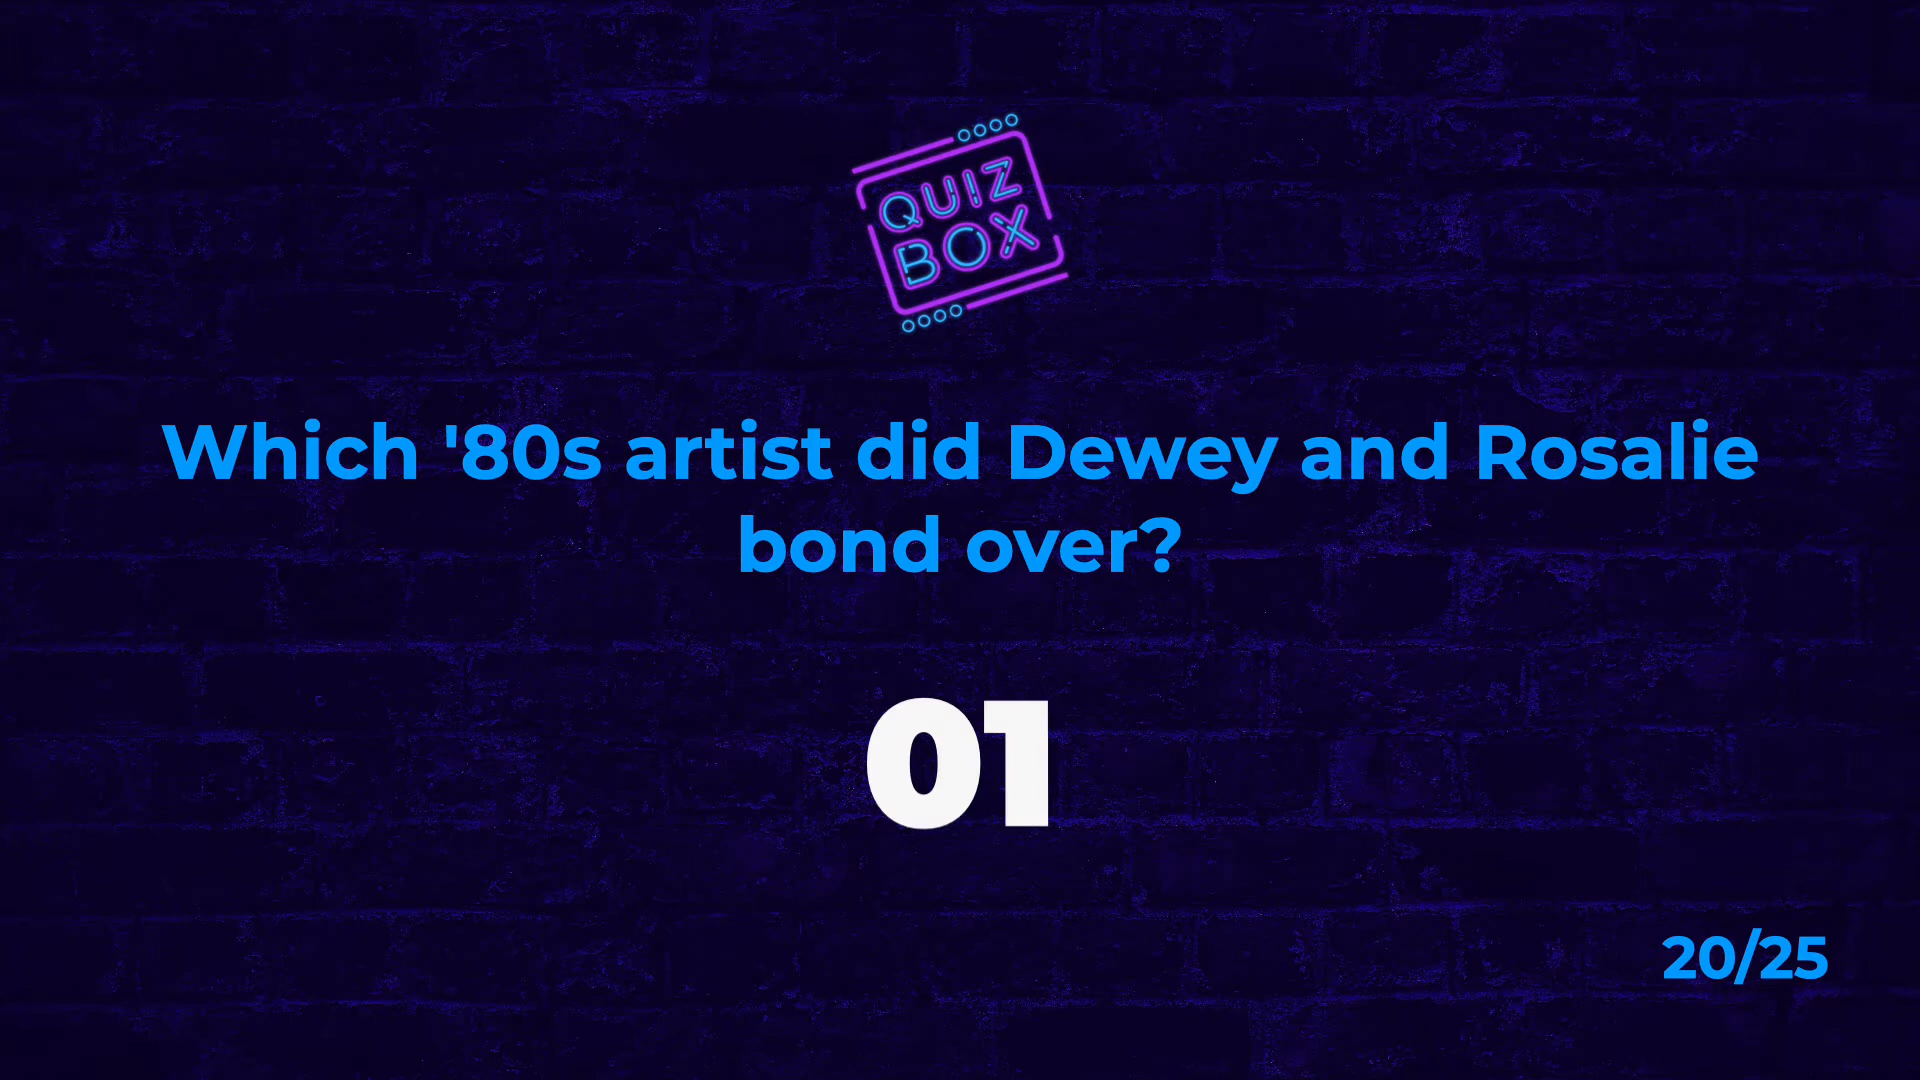 QUIZ
BOX
Which '80s artist did Dewey and Rosalie
bond over?
01
20/25